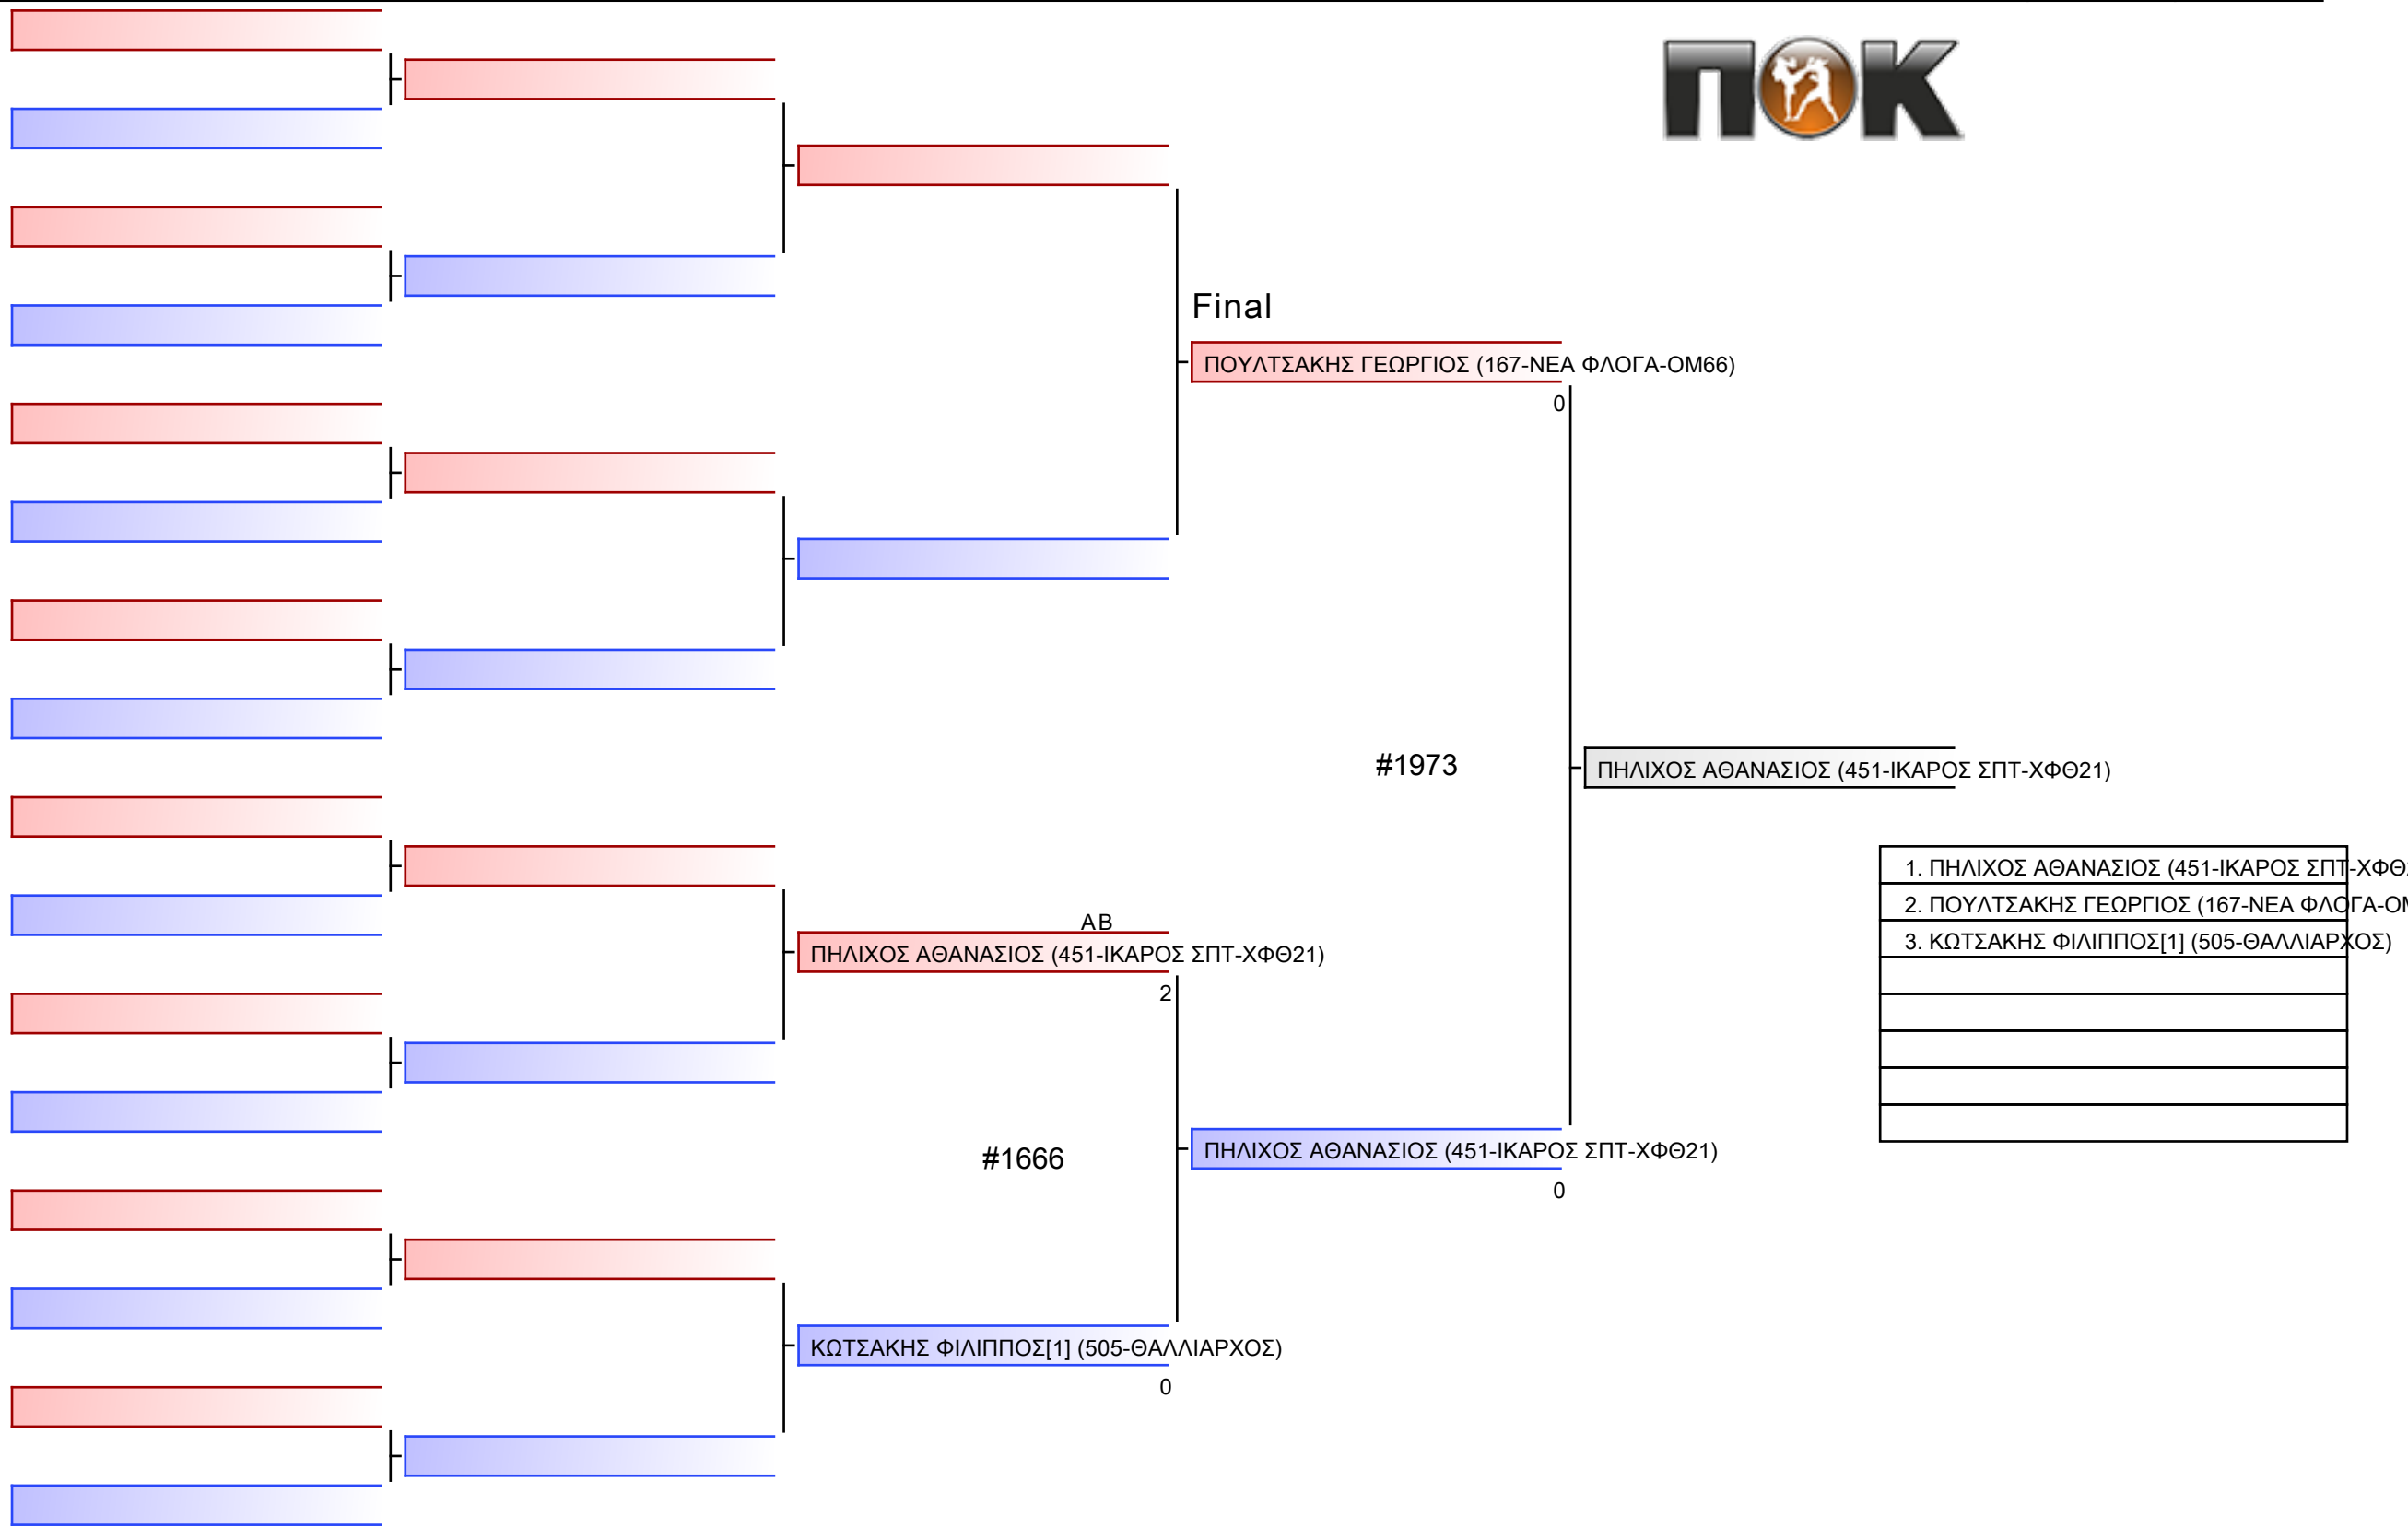 ΠΟΚ
Final
ΠΟΥΛΤΣΑΚΗΣ ΓΕΩΡΓΙΟΣ (167-ΝΕΑ ΦΛΟΓΑ-ΟΜ66)
0
#1973
ΠΗΛΙΧΟΣ ΑΘΑΝΑΣΙΟΣ (451-ΙΚΑΡΟΣ ΣΠΤ-ΧΦΘ21)
1. ΠΗΛΙΧΟΣ ΑΘΑΝΑΣΙΟΣ (451-ΙΚΑΡΟΣ ΣΠΤ-ΧΦΘ
2. ΠΟΥΛΤΣΑΚΗΣ ΓΕΩΡΓΙΟΣ (167-ΝΕΑ ΦΛΟΓΑ-ΟΜ
3. ΚΩΤΣΑΚΗΣ ΦΙΛΙΠΠΟΣ[1] (505-ΘΑΛΛΙΑΡΧΟΣ)
AB
ΠΗΛΙΧΟΣ ΑΘΑΝΑΣΙΟΣ (451-ΙΚΑΡΟΣ ΣΠΤ-ΧΦΘ21)
2
#1666
ΠΗΛΙΧΟΣ ΑΘΑΝΑΣΙΟΣ (451-ΙΚΑΡΟΣ ΣΠΤ-ΧΦΘ21)
0
ΚΩΤΣΑΚΗΣ ΦΙΛΙΠΠΟΣ[1] (505-ΘΑΛΛΙΑΡΧΟΣ)
0